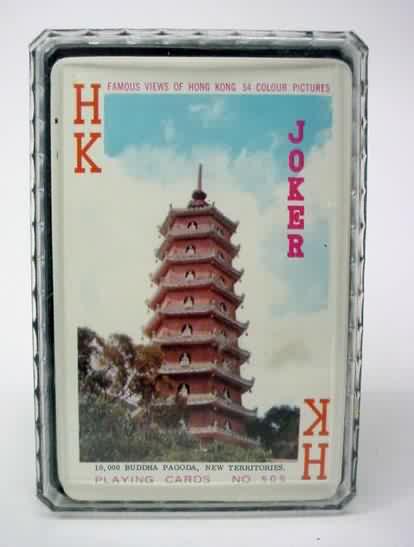 HK
FAMOUS VIEWS OF HONG KONG 54 COLOUR PICTURES
JOKER
10,000 BUDDHA PAGODA, NEW TERRITORIES.
PLAYING CARDS NO. 505
HK